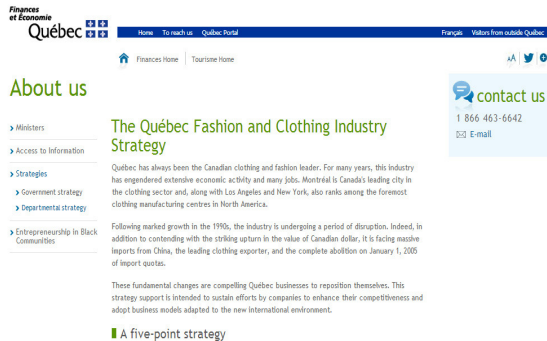 Finances
et Économie
Québec
Home To reach us Québec Portal Français Visitors from outside Québec
Finances Home Tourisme Home
AA
About us
contact us
1 866 463-6642
E-mail
Ministers
Access to Information
Strategies
Government strategy
Departmental strategy
Entrepreneurship in Black
Communities
The Québec Fashion and Clothing Industry
Strategy
Québec has always been the Canadian clothing and fashion leader. For many years, this industry
has engendered extensive economic activity and many jobs. Montréal is Canada's leading city in
the clothing sector and, along with Los Angeles and New York, also ranks among the foremost
clothing manufacturing centres in North America.
Following marked growth in the 1990s, the industry is undergoing a period of disruption. Indeed, in
addition to contending with the striking upturn in the value of Canadian dollar, it is facing massive
imports from China, the leading clothing exporter, and the complete abolition on January 1, 2005
of import quotas.
These fundamental changes are compelling Québec businesses to reposition themselves. This
strategy support is intended to sustain efforts by companies to enhance their competitiveness and
adopt business models adapted to the new international environment.
A five-point strategy